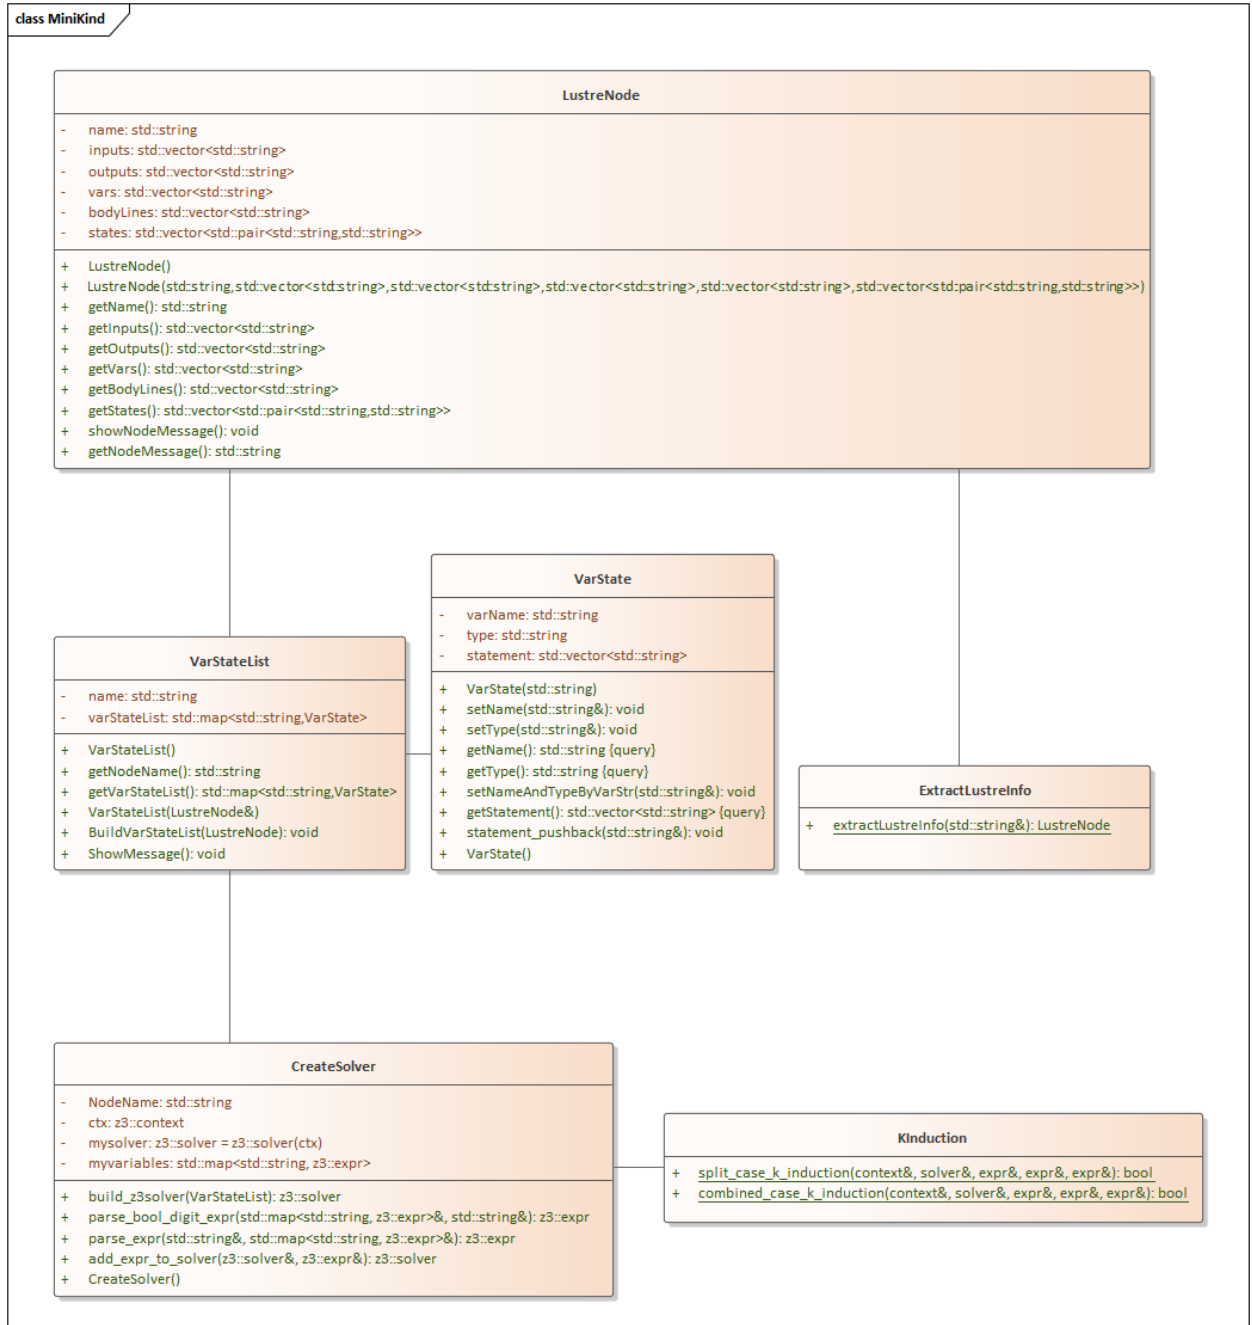 class MiniKind
LustreNode
- name: std::string
- inputs: std::vector<std::string>
- outputs: std::vector<std::string>
- vars: std::vector<std::string>
- bodyLines: std::vector<std::string>
- states: std::vector<std::pair<std::string,std::string>>
+ LustreNode()
+ LustreNode(std::string,std::vector<std::string>,std::vector<std::string>,std::vector<std::string>,std::vector<std::string>,std::vector<std::pair<std::string,std::string>>)
+ getName(): std::string
+ getInputs(): std::vector<std::string>
+ getOutputs(): std::vector<std::string>
+ getVars(): std::vector<std::string>
+ getBodyLines(): std::vector<std::string>
+ getStates(): std::vector<std::pair<std::string,std::string>>
+ showNodeMessage(): void
+ getNodeMessage(): std::string
VarState
- varName: std::string
- type: std::string
- statement: std::vector<std::string>
+ VarState(std::string)
+ setName(std::string&): void
+ setType(std::string&): void
+ getName(): std::string {query}
+ getType(): std::string {query}
+ setNameAndTypeByVarStr(std::string&): void
+ getStatement(): std::vector<std::string> {query}
+ statement_pushback(std::string&): void
+ VarState()
VarStateList
- name: std::string
- varStateList: std::map<std::string,VarState>
+ VarStateList()
+ getNodeName(): std::string
+ getVarStateList(): std::map<std::string,VarState>
+ VarStateList(LustreNode&)
+ BuildVarStateList(LustreNode): void
+ ShowMessage(): void
ExtractLustreInfo
+ extractLustreInfo(std::string&): LustreNode
CreateSolver
- NodeName: std::string
- ctx: z3::context
- mysolver: z3::solver = z3::solver(ctx)
- myvariables: std::map<std::string, z3::expr>
+ build_z3solver(VarStateList): z3::solver
+ parse_bool_digit_expr(std::map<std::string, z3::expr>&, std::string&): z3::expr
+ parse_expr(std::string&, std::map<std::string, z3::expr>&): z3::expr
+ add_expr_to_solver(z3::solver&, z3::expr&): z3::solver
+ CreateSolver()
KInduction
+ split_case_k_induction(context&, solver&, expr&, expr&, expr&): bool
+ combined_case_k_induction(context&, solver&, expr&, expr&, expr&): bool